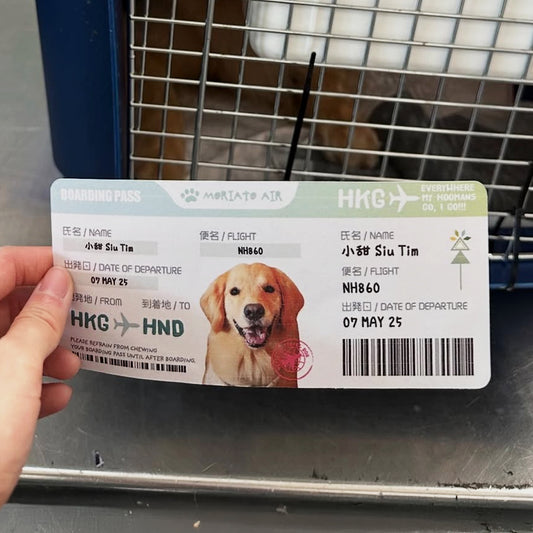 BOARDING PASS
MORIATO AIR
氏名 / NAME
小甜 Siu Tim
便名 / FLIGHT
NH860
出発日 / DATE OF DEPARTURE
07 MAY 25
出発地 / FROM
到着地 / TO
HKG HND
PLEASE REFRAIN FROM CHEWING
YOUR BOARDING PASS UNTIL AFTER BOARDING.
HKG
EVERYWHERE
MY HOOMANS
GO, I GO!!!
氏名 / NAME
小甜 Siu Tim
便名 / FLIGHT
NH860
出発日 / DATE OF DEPARTURE
07 MAY 25